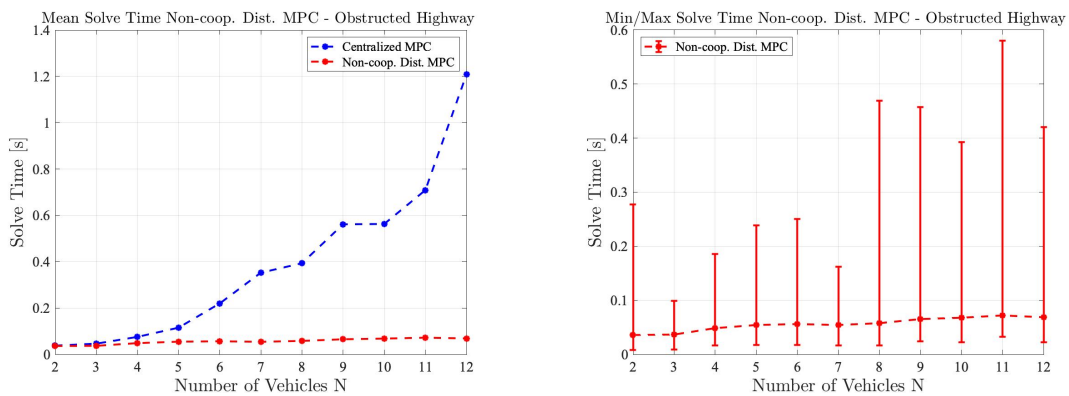 Mean Solve Time Non-coop. Dist. MPC - Obstructed Highway
1.4
1.2
1
0.8
0.6
0.4
0.2
0
Solve Time [s]
Centralized MPC
Non-coop. Dist. MPC
2 3 4 5 6 7 8 9 10 11 12
Number of Vehicles N
Min/Max Solve Time Non-coop. Dist. MPC - Obstructed Highway
0.6
0.5
0.4
0.3
0.2
0.1
0
Solve Time [s]
Non-coop. Dist. MPC
2 3 4 5 6 7 8 9 10 11 12
Number of Vehicles N